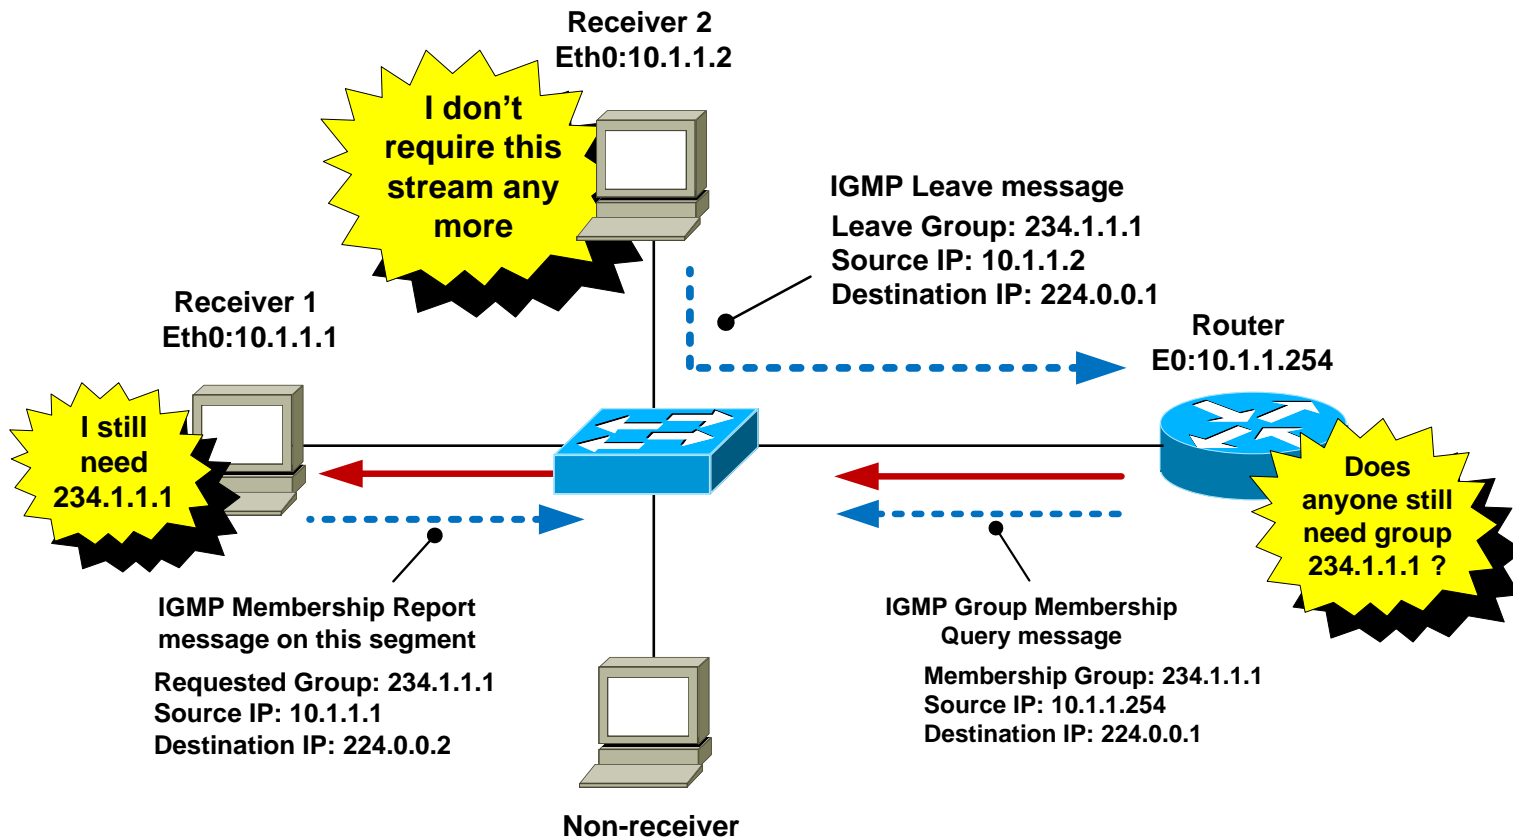 Receiver 2
Eth0:10.1.1.2
I don’t
require this
stream any
more
IGMP Leave message
Leave Group: 234.1.1.1
Source IP: 10.1.1.2
Destination IP: 224.0.0.1
Receiver 1
Eth0:10.1.1.1
Router
E0:10.1.1.254
I still
need
234.1.1.1
Does
anyone still
need group
234.1.1.1 ?
IGMP Membership Report
message on this segment
Requested Group: 234.1.1.1
Source IP: 10.1.1.1
Destination IP: 224.0.0.2
IGMP Group Membership
Query message
Membership Group: 234.1.1.1
Source IP: 10.1.1.254
Destination IP: 224.0.0.1
Non-receiver